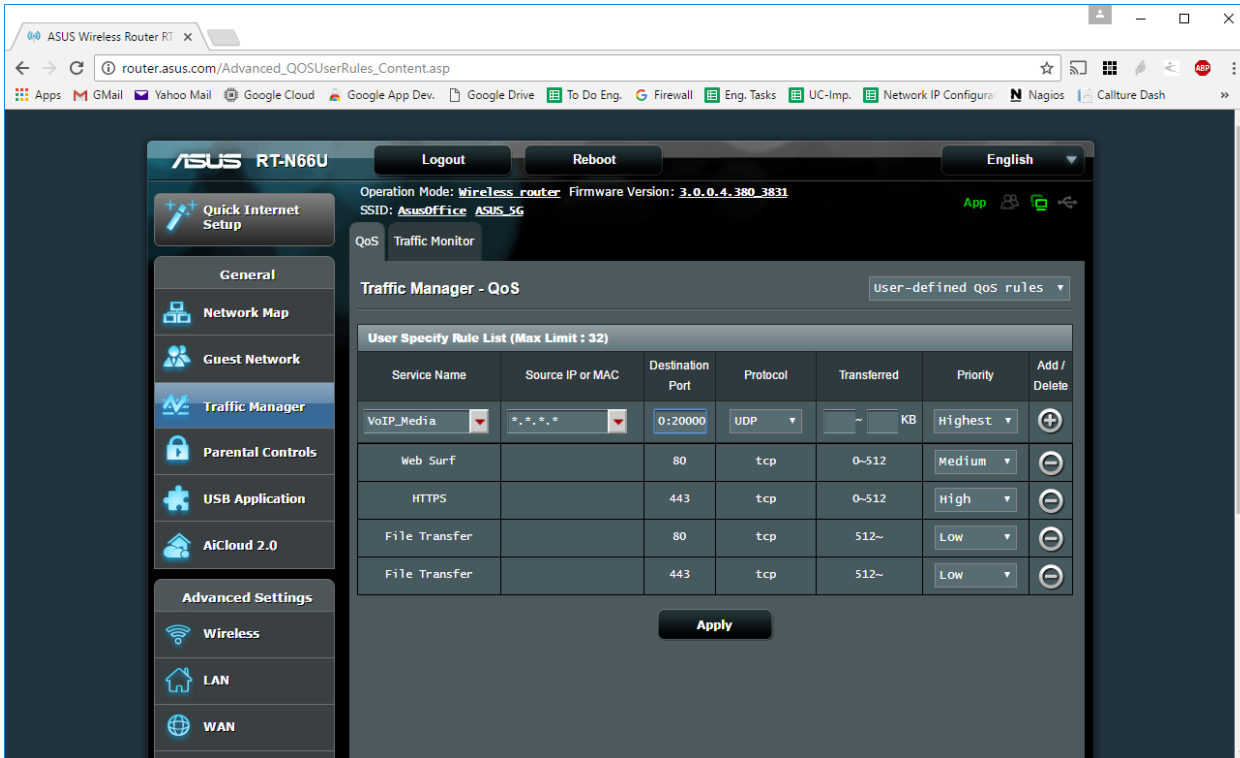 ASUS Wireless Router RT
router.asus.com/Advanced_QOSUserRules_Content.asp
ABP
Apps GMail Yahoo Mail Google Cloud Google App Dev. Google Drive To Do Eng. Firewall Eng. Tasks UC-Imp. Network IP Configura Nagios Callture Dash »
ASUS RT-N66U Logout Reboot English
Operation Mode: Wireless router Firmware Version: 3.0.0.4.380_3831
SSID: AsusOffice ASUS_5G
App
Quick Internet
Setup
General
Network Map
Guest Network
Traffic Manager
Parental Controls
USB Application
AiCloud 2.0
Advanced Settings
Wireless
LAN
WAN
QoS Traffic Monitor
Traffic Manager - QoS User-defined QoS rules
User Specify Rule List (Max Limit : 32)
Service Name Source IP or MAC Destination Port Protocol Transferred Priority Add / Delete
VoIP_Media *.*.*.* 0:20000 UDP ~ KB Highest
Web Surf 80 tcp 0~512 Medium
HTTPS 443 tcp 0~512 High
File Transfer 80 tcp 512~ Low
File Transfer 443 tcp 512~ Low
Apply